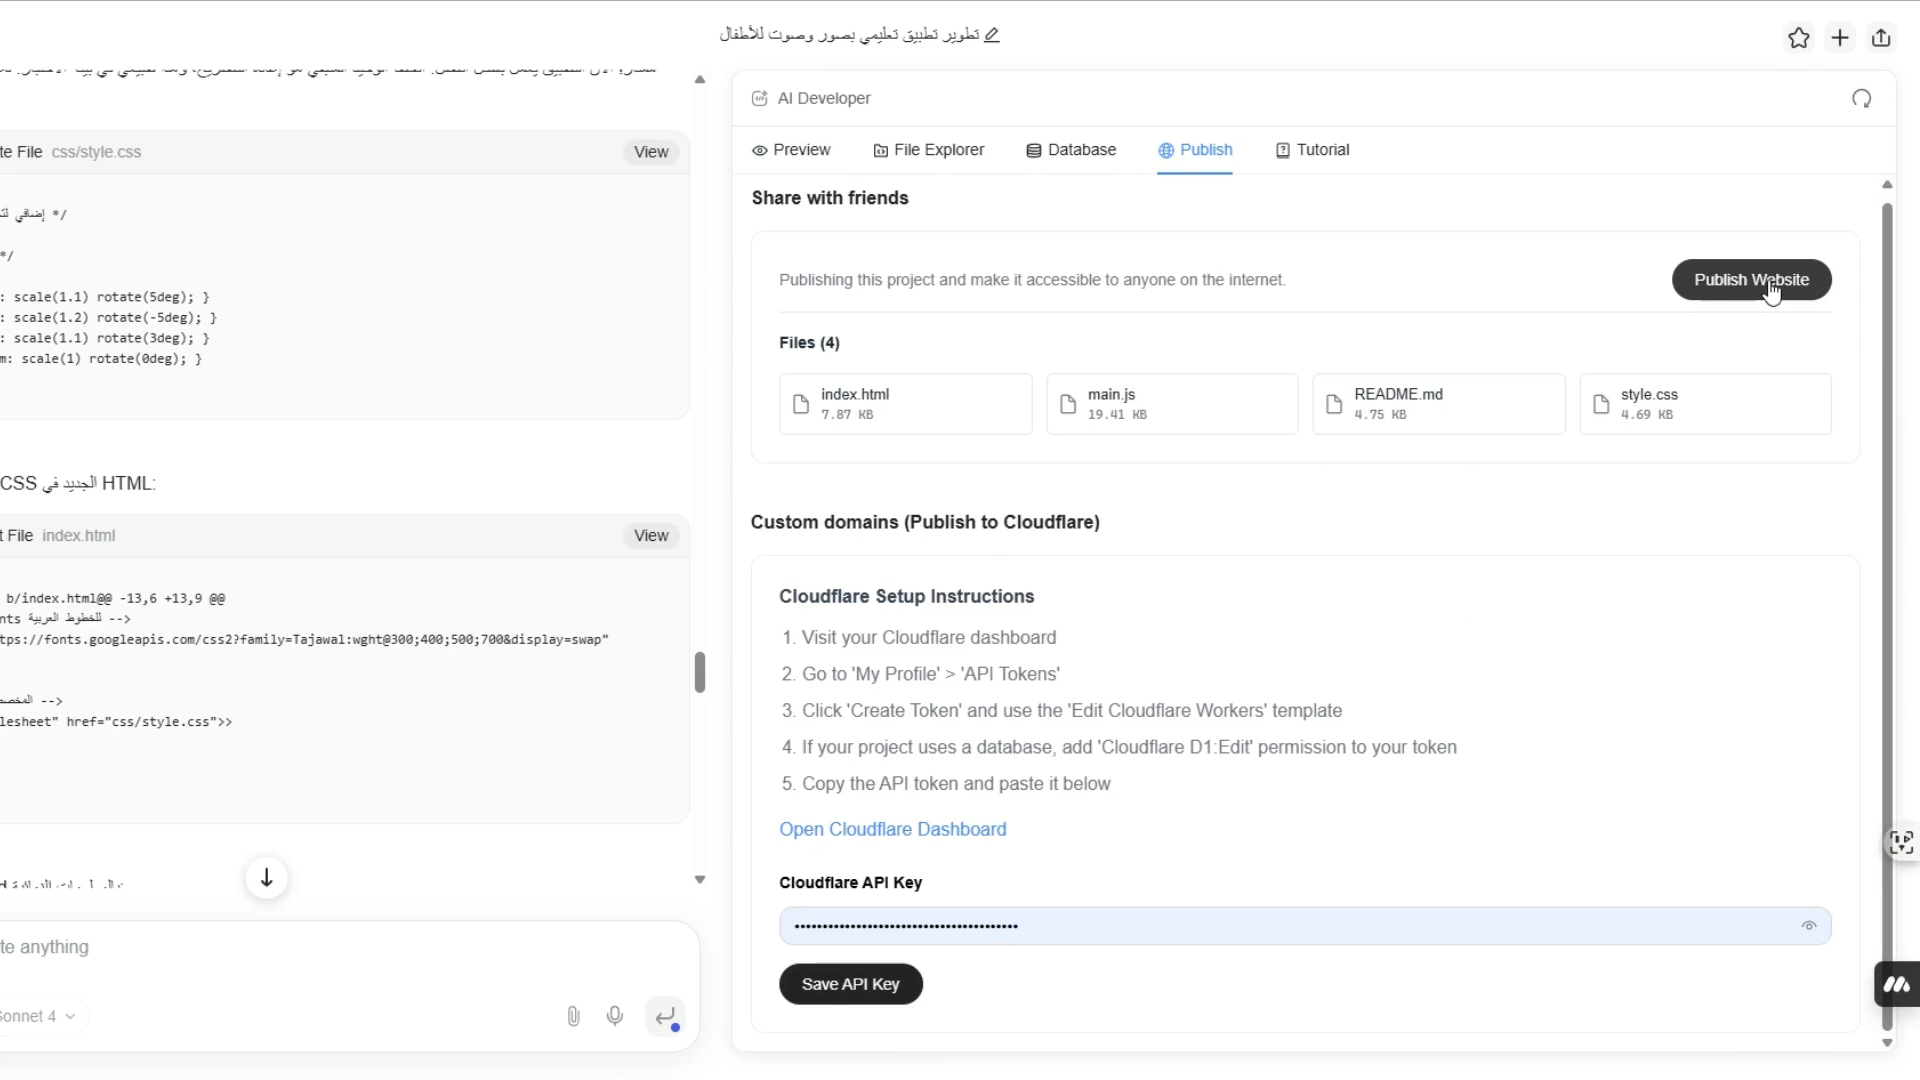 تطوير تطبيق تعليمي بصور وصوت للأطفال
te File css/style.css
View
*/
*/
: scale(1.1) rotate(5deg); }
: scale(1.2) rotate(-5deg); }
: scale(1.1) rotate(3deg); }
m: scale(1) rotate(0deg); }
CSS الجديد في HTML:
t File index.html
View
b/index.html@@ -13,6 +13,9 @@
nts للخطوط العربية -->
tps://fonts.googleapis.com/css2?family=Tajawal:wght@300;400;500;700&display=swap"
-->
lesheet" href="css/style.css">>
te anything
Sonnet 4
AI Developer
Preview
File Explorer
Database
Publish
Tutorial
Share with friends
Publishing this project and make it accessible to anyone on the internet.
Publish Website
Files (4)
index.html
7.87 KB
main.js
19.41 KB
README.md
4.75 KB
style.css
4.69 KB
Custom domains (Publish to Cloudflare)
Cloudflare Setup Instructions
1. Visit your Cloudflare dashboard
2. Go to 'My Profile' > 'API Tokens'
3. Click 'Create Token' and use the 'Edit Cloudflare Workers' template
4. If your project uses a database, add 'Cloudflare D1:Edit' permission to your token
5. Copy the API token and paste it below
Open Cloudflare Dashboard
Cloudflare API Key
Save API Key